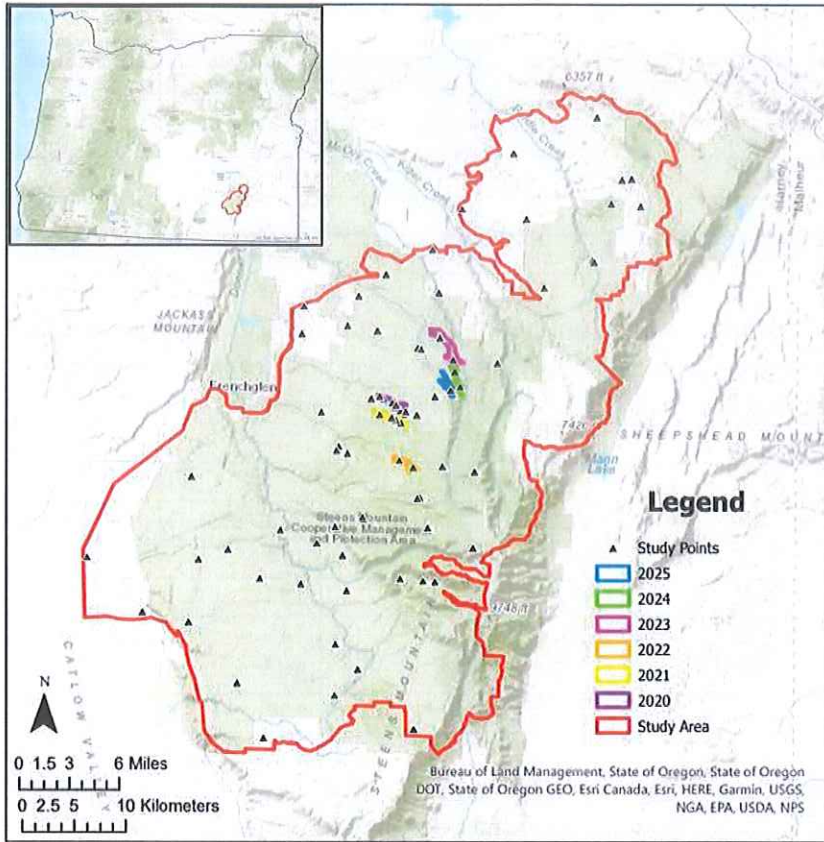 6357 ft
Riddle Creek
McCoy Creek
Kiger Creek
Harney
Malheur
JACKASS
MOUNTAIN
Frenchglen
7426 ft
SHEEPSHEAD MOUNT
Mann
Lake
Legend
Steens Mountain
Cooperative Manageme
nd Protection Area
Study Points
2025
2024
2023
2022
2021
2020
Study Area
9748 ft
STEENS MOUNTAIN
CATLOW VALLEY
N
0 1.5 3 6 Miles
0 2.5 5 10 Kilometers
Bureau of Land Management, State of Oregon, State of Oregon
DOT, State of Oregon GEO, Esri Canada, Esri, HERE, Garmin, USGS,
NGA, EPA, USDA, NPS